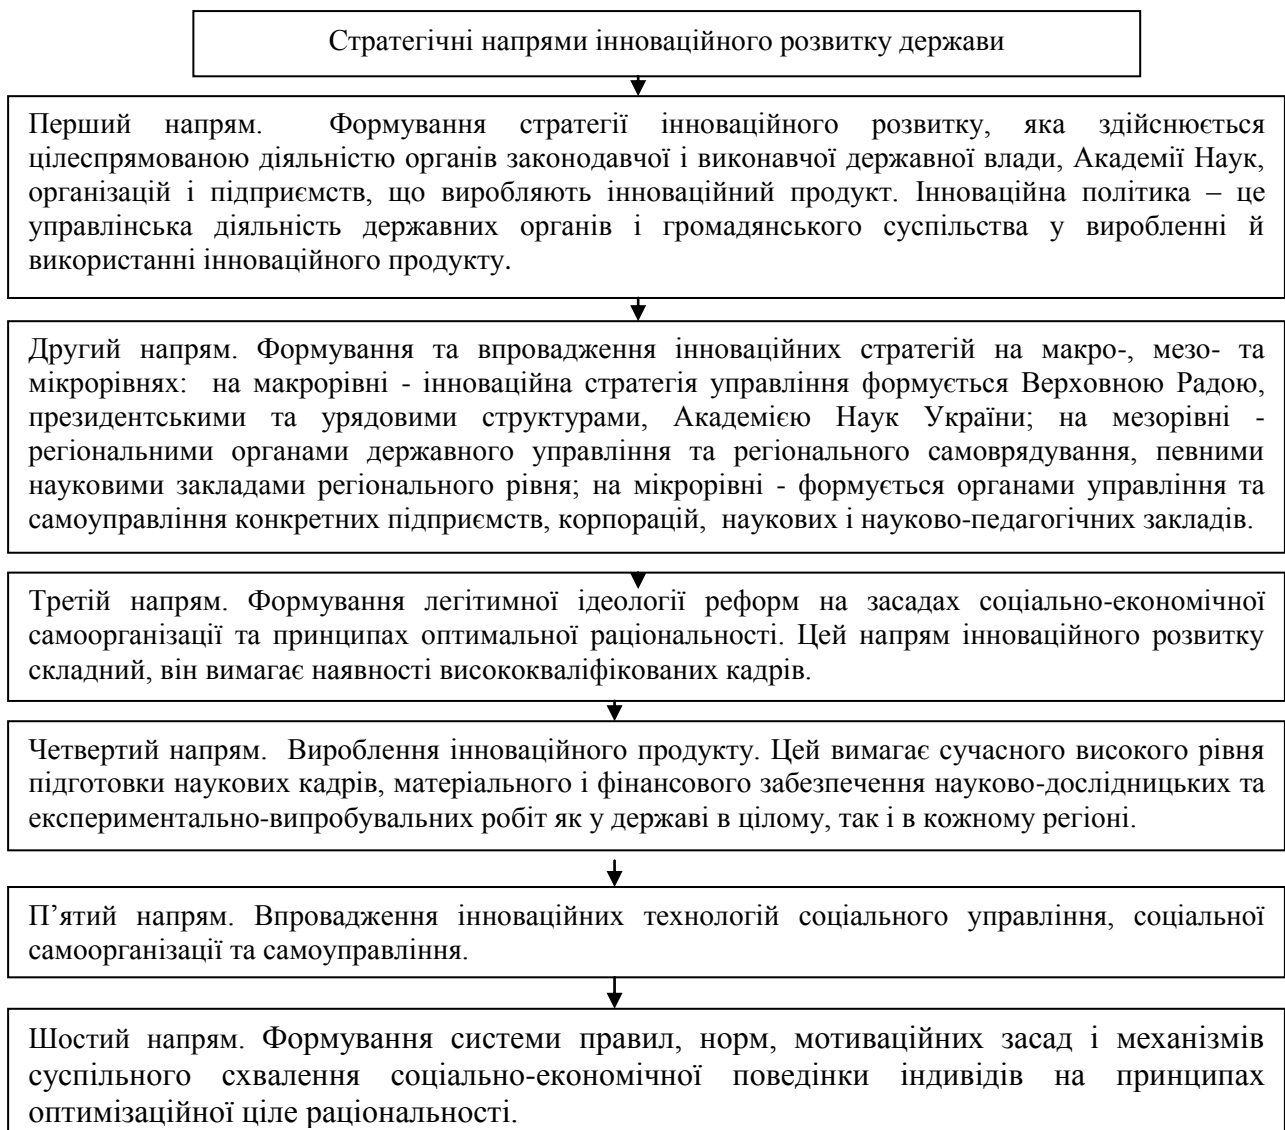 Стратегічні напрями інноваційного розвитку держави
Перший напрям. Формування стратегії інноваційного розвитку, яка здійснюється
цілеспрямованою діяльністю органів законодавчої і виконавчої державної влади, Академії Наук,
організацій і підприємств, що виробляють інноваційний продукт. Інноваційна політика – це
управлінська діяльність державних органів і громадянського суспільства у виробленні й
використанні інноваційного продукту.
Другий напрям. Формування та впровадження інноваційних стратегій на макро-, мезо- та
мікрорівнях: на макрорівні - інноваційна стратегія управління формується Верховною Радою,
президентськими та урядовими структурами, Академією Наук України; на мезорівні -
регіональними органами державного управління та регіонального самоврядування, певними
науковими закладами регіонального рівня; на мікрорівні - формується органами управління та
самоуправління конкретних підприємств, корпорацій, наукових і науково-педагогічних закладів.
Третій напрям. Формування легітимної ідеології реформ на засадах соціально-економічної
самоорганізації та принципах оптимальної раціональності. Цей напрям інноваційного розвитку
складний, він вимагає наявності висококваліфікованих кадрів.
Четвертий напрям. Вироблення інноваційного продукту. Цей вимагає сучасного високого рівня
підготовки наукових кадрів, матеріального і фінансового забезпечення науково-дослідницьких та
експериментально-випробувальних робіт як у державі в цілому, так і в кожному регіоні.
П’ятий напрям. Впровадження інноваційних технологій соціального управління, соціальної
самоорганізації та самоуправління.
Шостий напрям. Формування системи правил, норм, мотиваційних засад і механізмів
суспільного схвалення соціально-економічної поведінки індивідів на принципах
оптимізаційної ціле раціональності.